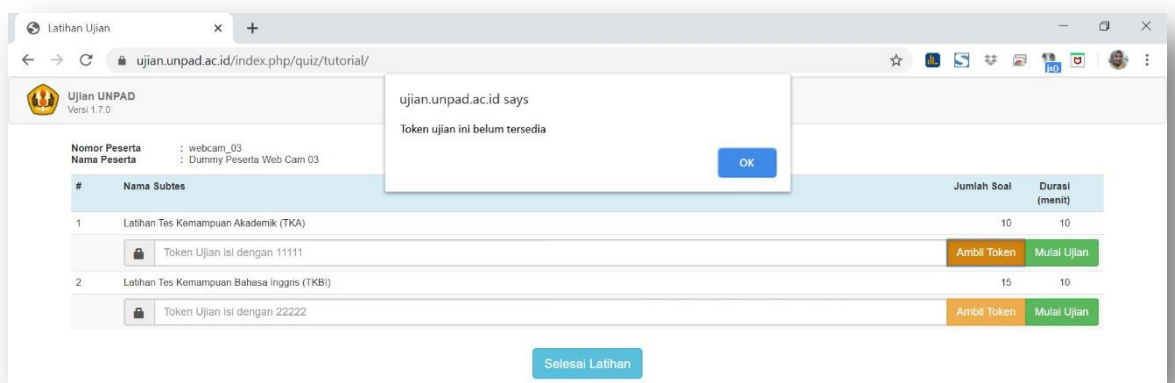 Latihan Ujian
ujian.unpad.ac.id/index.php/quiz/tutorial/
js()
Ujian UNPAD
Versi 1.7.0
ujian.unpad.ac.id says
Token ujian ini belum tersedia
OK
Nomor Peserta : webcam_03
Nama Peserta : Dummy Peserta Web Cam 03
# Nama Subtes Jumlah Soal Durasi
(menit)
1 Latihan Tes Kemampuan Akademik (TKA) 10 10
Token Ujian isi dengan 11111 Ambil Token Mulai Ujian
2 Latihan Tes Kemampuan Bahasa Inggris (TKBI) 15 10
Token Ujian isi dengan 22222 Ambil Token Mulai Ujian
Selesai Latihan